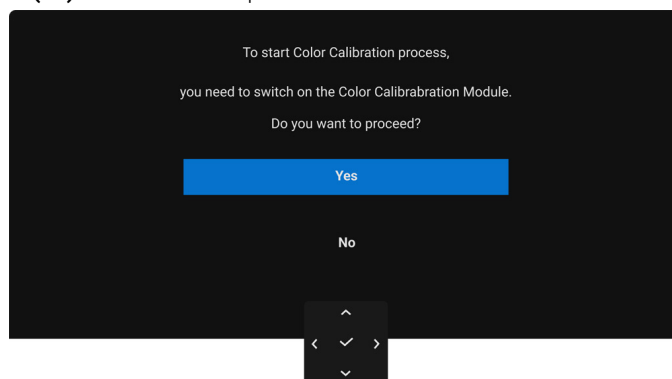 To start Color Calibration process,
you need to switch on the Color Calibrabration Module.
Do you want to proceed?
Yes
No